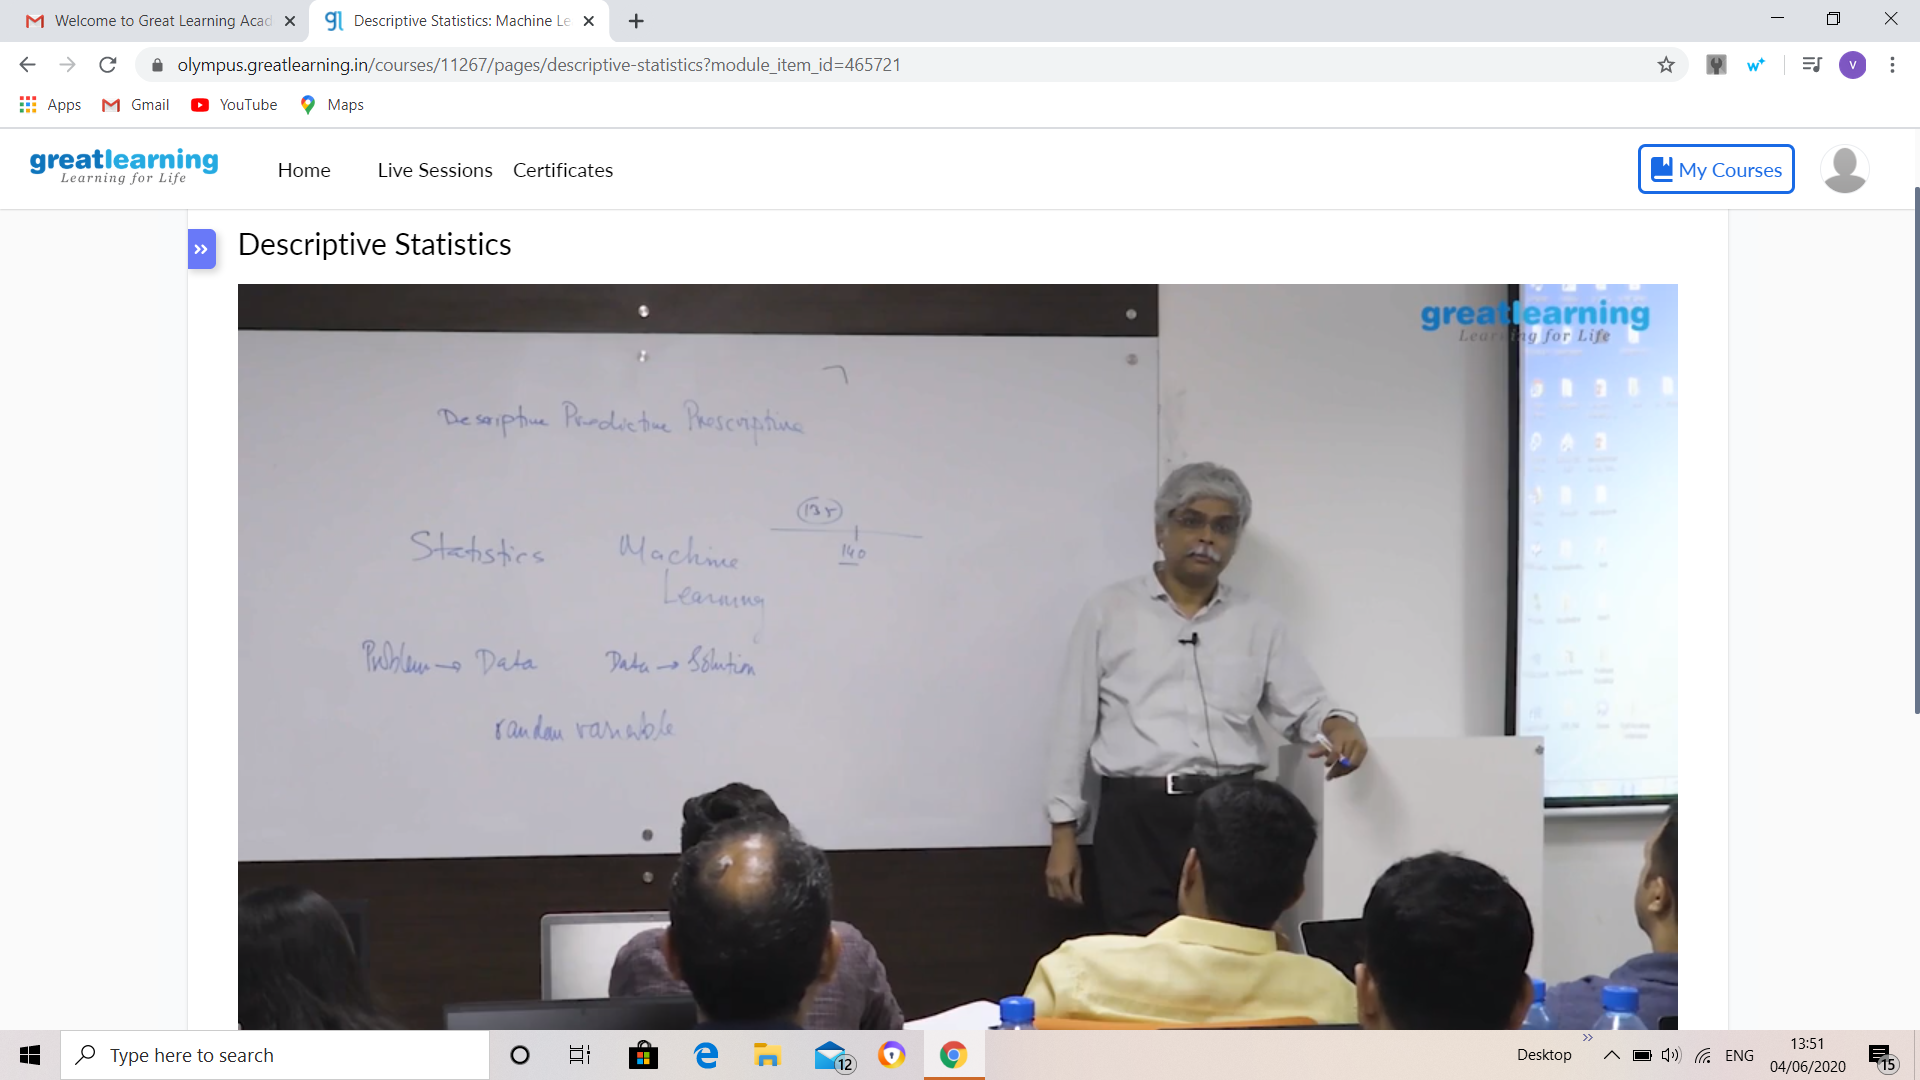 Welcome to Great Learning Acad
Descriptive Statistics: Machine Le
olympus.greatlearning.in/courses/11267/pages/descriptive-statistics?module_item_id=465721
w+
V
Apps
Gmail
YouTube
Maps
greatlearning
Learning for Life
Home
Live Sessions
Certificates
My Courses
Descriptive Statistics
greatlearning
Learning for Life
Descriptive Predictive Prescriptive
135
140
Statistics
Machine
Learning
Problem → Data
Data → Solution
random variable
Type here to search
12
Desktop
ENG
13:51
04/06/2020
15